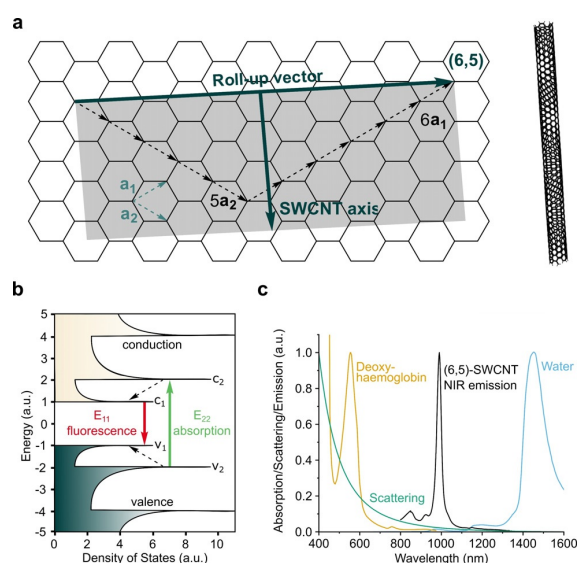 a
(6,5)
Roll-up vector
6a₁
a₁
a₂
5a₂
SWCNT axis
b
5
4
3
2
1
0
-1
-2
-3
-4
-5
Energy (a.u.)
conduction
c₂
c₁
E₁₁
fluorescence
E₂₂
absorption
v₁
v₂
valence
0 2 4 6 8 10
Density of States (a.u.)
c
1.0
0.8
0.6
0.4
0.2
0.0
Absorption/Scattering/Emission (a.u.)
Deoxy-
haemoglobin
(6,5)-SWCNT
NIR emission
Water
Scattering
400 600 800 1000 1200 1400 1600
Wavelength (nm)